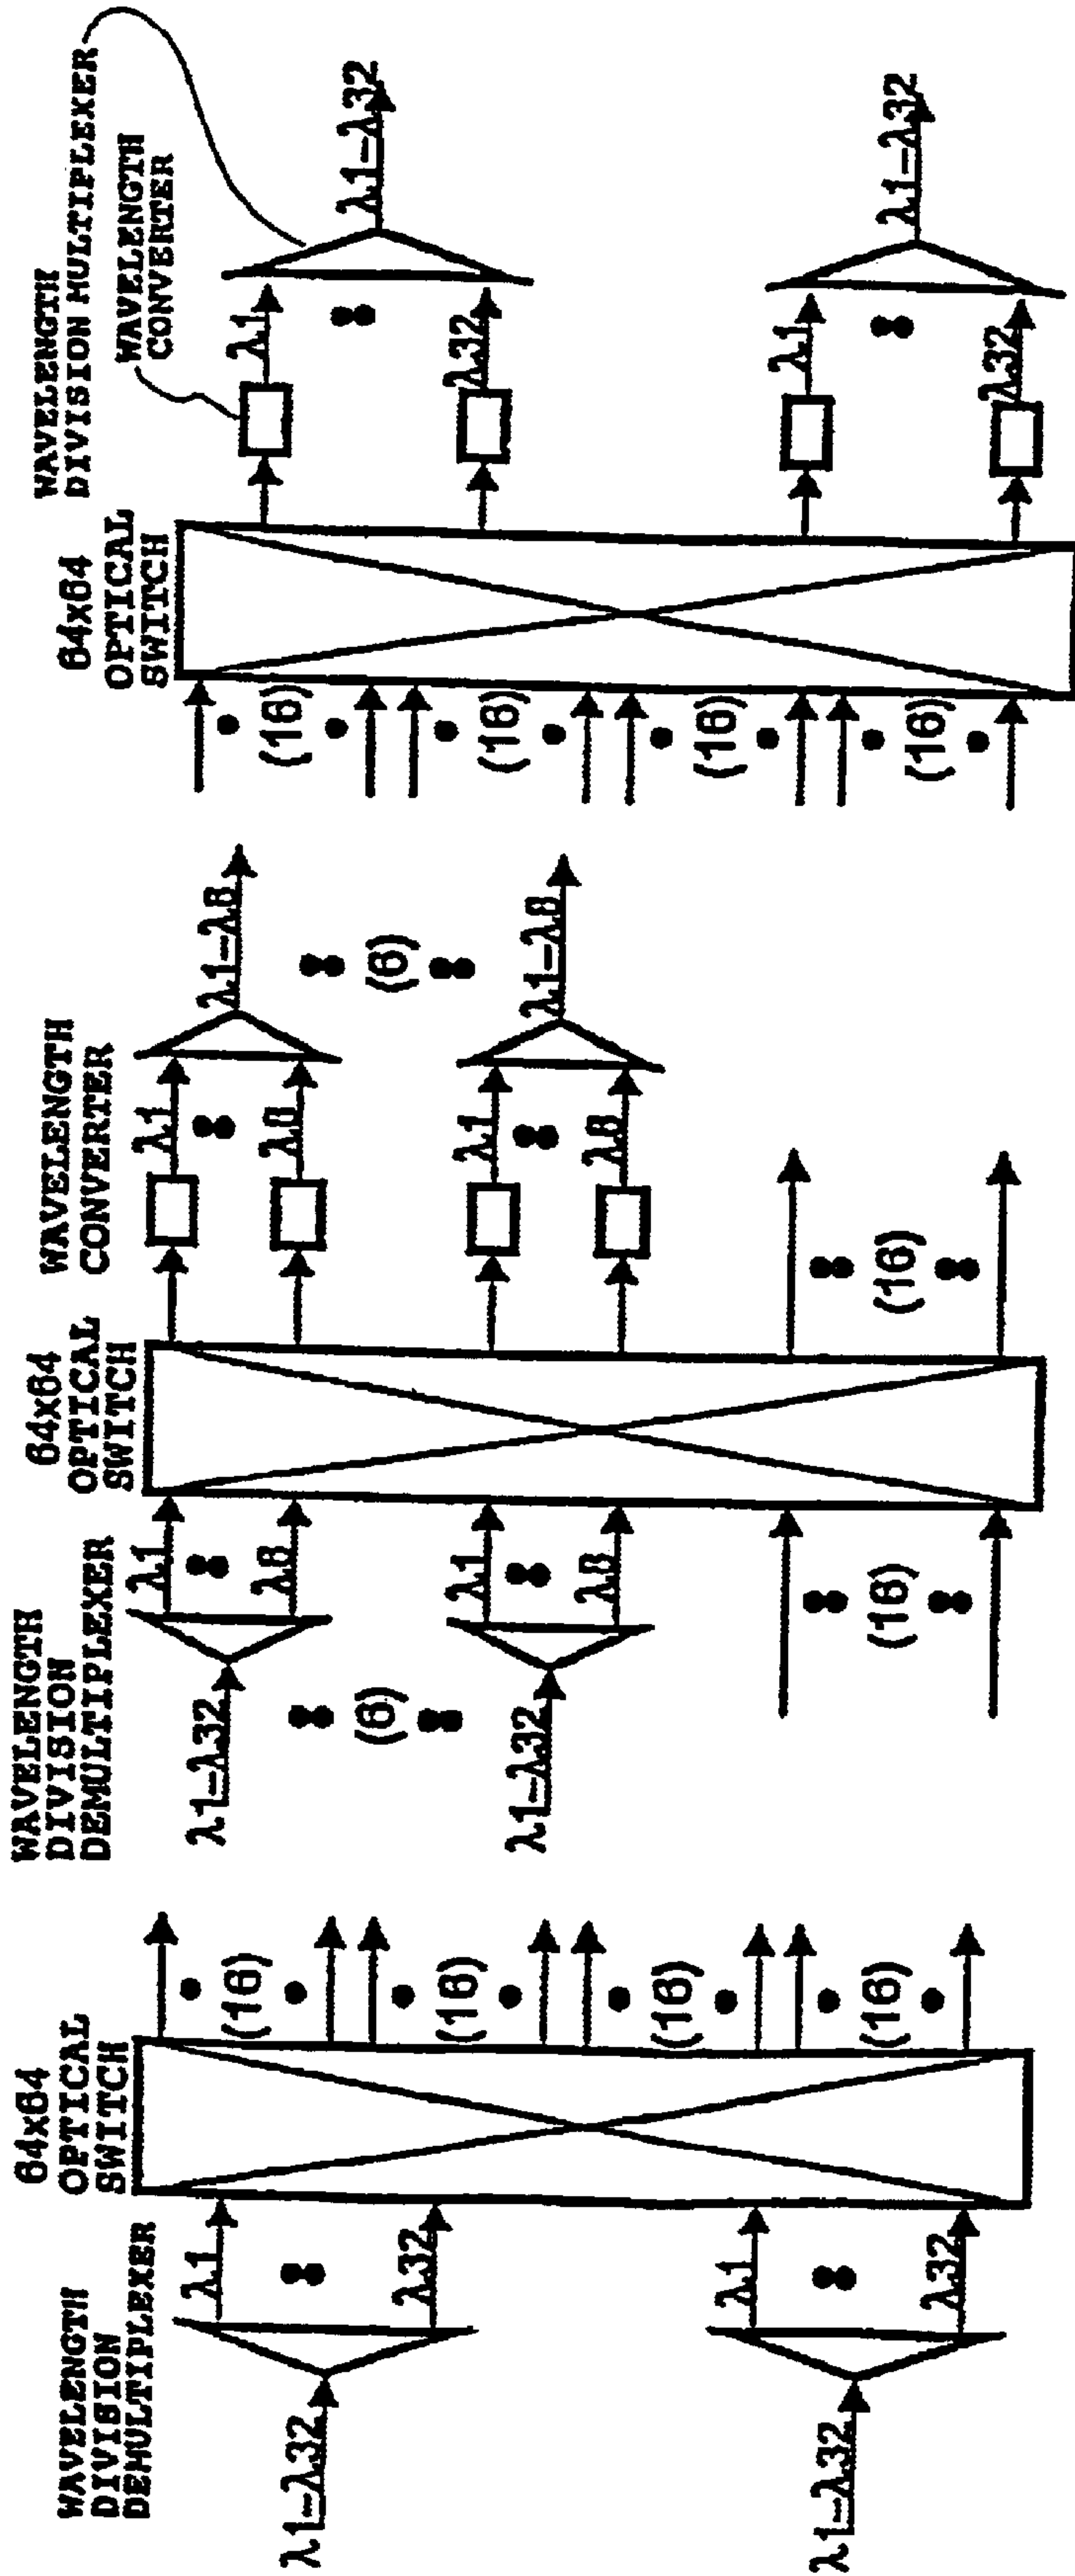 WAVELENGTH
DIVISION
DEMULTIPLEXER
64x64
OPTICAL
SWITCH
λ1–λ32
λ1
λ32
λ1–λ32
λ1
λ32
(16)
(16)
(16)
(16)
WAVELENGTH
DIVISION
DEMULTIPLEXER
64x64
OPTICAL
SWITCH
WAVELENGTH
CONVERTER
λ1–λ32
λ1
λ8
(6)
λ1–λ32
λ1
λ8
(16)
λ1
λ8
λ1–λ8
(6)
λ1
λ8
λ1–λ8
(16)
64x64
OPTICAL
SWITCH
WAVELENGTH
DIVISION MULTIPLEXER
WAVELENGTH
CONVERTER
(16)
(16)
(16)
(16)
λ1
λ32
λ1–λ32
λ1
λ32
λ1–λ32